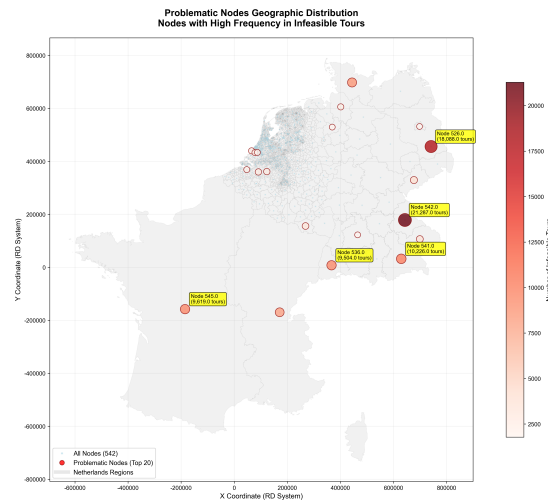 Problematic Nodes Geographic Distribution
Nodes with High Frequency in Infeasible Tours
800000
600000
400000
200000
0
-200000
-400000
-600000
-800000
Y Coordinate (RD System)
Node 526.0
(18,088.0 tours)
Node 542.0
(21,287.0 tours)
Node 541.0
(10,226.0 tours)
Node 536.0
(9,504.0 tours)
Node 545.0
(9,619.0 tours)
All Nodes (542)
Problematic Nodes (Top 20)
Netherlands Regions
-600000
-400000
-200000
0
200000
400000
600000
800000
X Coordinate (RD System)
20000
17500
15000
12500
10000
7500
5000
2500